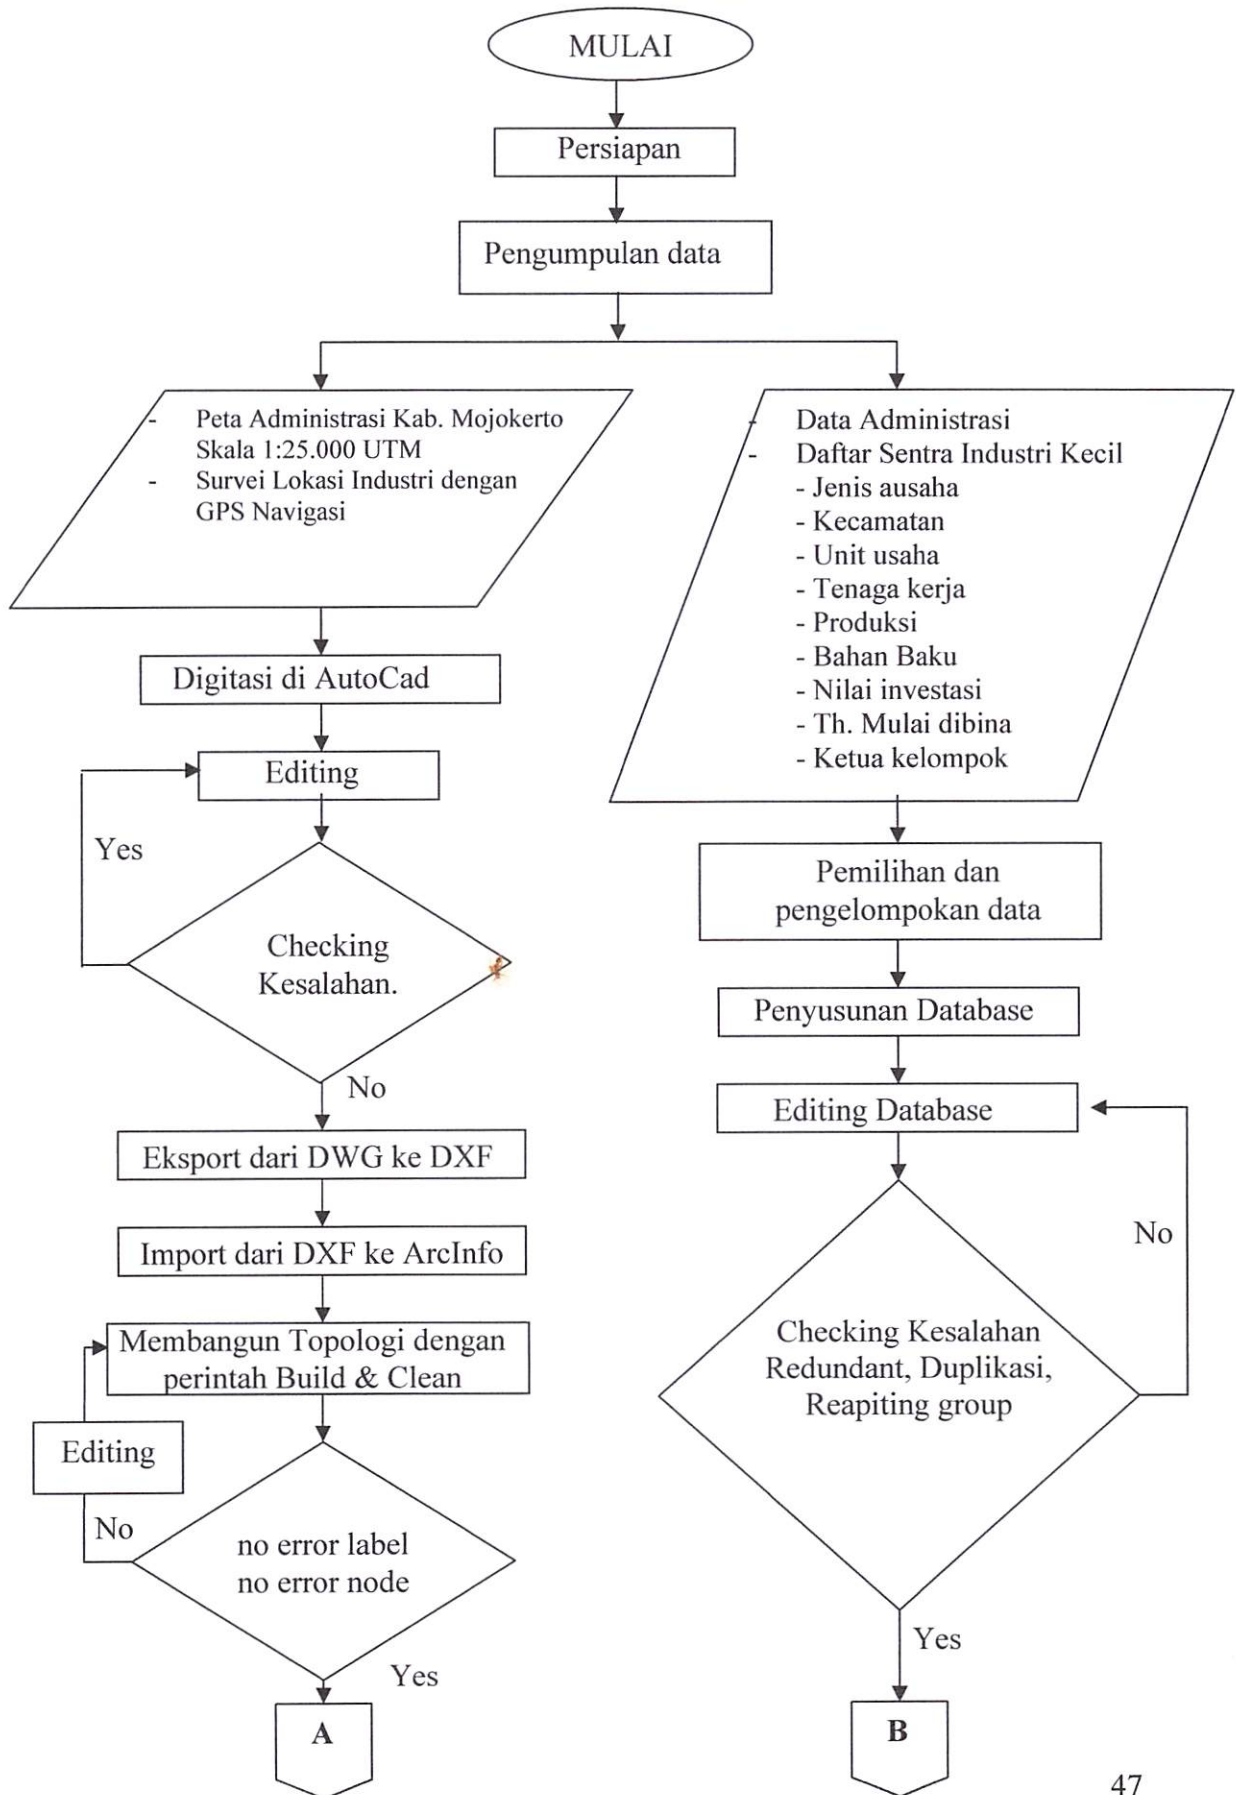 MULAI
Persiapan
Pengumpulan data
- Peta Administrasi Kab. Mojokerto
Skala 1:25.000 UTM
- Survei Lokasi Industri dengan
GPS Navigasi
Digitasi di AutoCad
Editing
Yes
Checking
Kesalahan.
No
Eksport dari DWG ke DXF
Import dari DXF ke ArcInfo
Membangun Topologi dengan
perintah Build & Clean
Editing
No
no error label
no error node
Yes
A
- Data Administrasi
- Daftar Sentra Industri Kecil
- Jenis ausaha
- Kecamatan
- Unit usaha
- Tenaga kerja
- Produksi
- Bahan Baku
- Nilai investasi
- Th. Mulai dibina
- Ketua kelompok
Pemilihan dan
pengelompokan data
Penyusunan Database
Editing Database
No
Checking Kesalahan
Redundant, Duplikasi,
Reapiting group
Yes
B
47